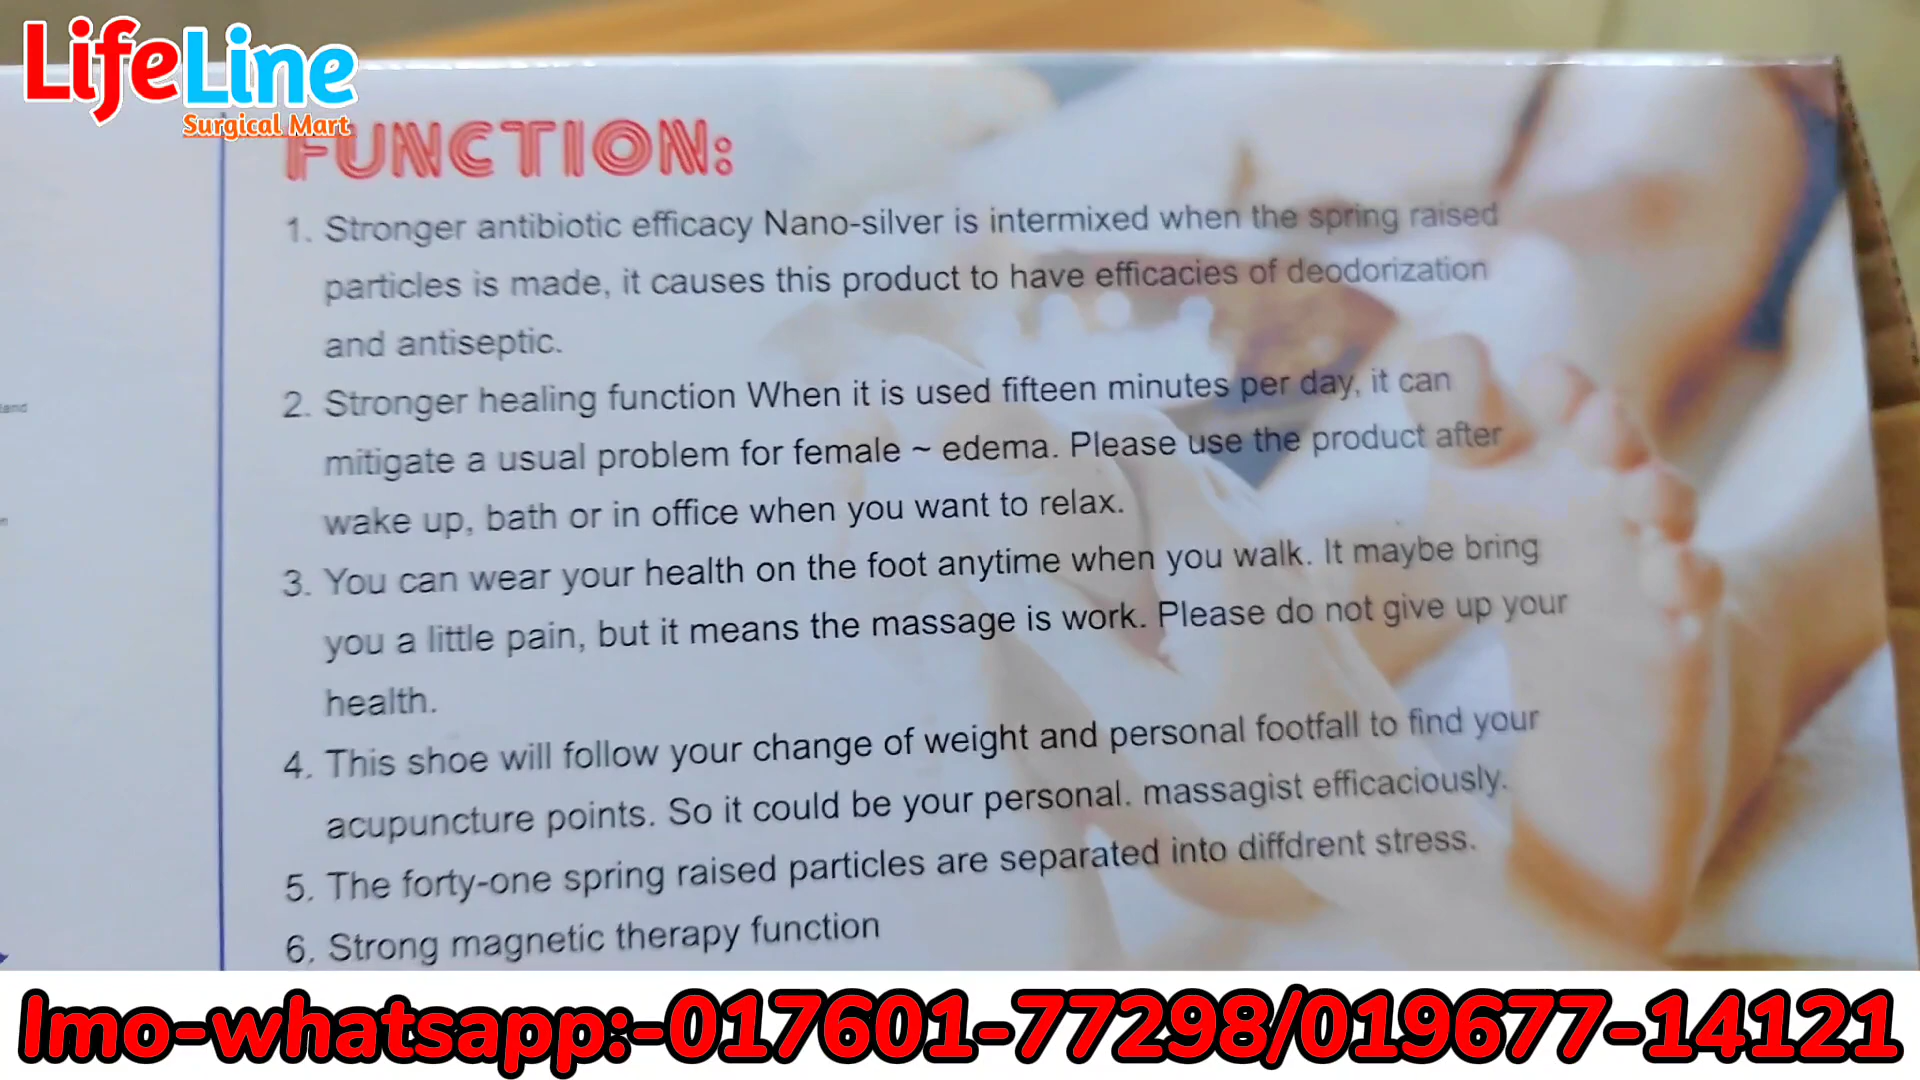 LifeLine
Surgical Mart
FUNCTION:
1. Stronger antibiotic efficacy Nano-silver is intermixed when the spring raised
particles is made, it causes this product to have efficacies of deodorization
and antiseptic.
2. Stronger healing function When it is used fifteen minutes per day, it can
mitigate a usual problem for female ~ edema. Please use the product after
wake up, bath or in office when you want to relax.
3. You can wear your health on the foot anytime when you walk. It maybe bring
you a little pain, but it means the massage is work. Please do not give up your
health.
4. This shoe will follow your change of weight and personal footfall to find your
acupuncture points. So it could be your personal. massagist efficaciously.
5. The forty-one spring raised particles are separated into diffdrent stress.
6. Strong magnetic therapy function
Imo-whatsapp:-017601-77298/019677-14121